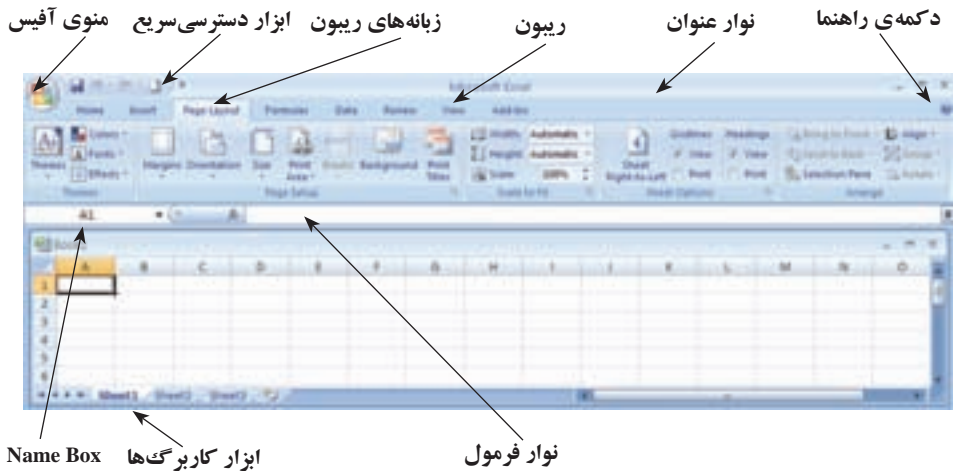 دکمه‌ی راهنما نوار عنوان ریبون زبانه‌های ریبون ابزار دسترسی‌سریع منوی آفیس
Microsoft Excel
Home Insert Page Layout Formulas Data Review View Add-Ins
Themes Colors Fonts Effects Margins Orientation Size Print Area Breaks Background Print Titles Width: Automatic Height: Automatic Scale: 100% Sheet Right-to-Left Gridlines View Print Headings View Print Bring to Front Send to Back Selection Pane Align Group Rotate
Themes Page Setup Scale to Fit Sheet Options Arrange
A1
A B C D E F G H I J K L M N O
1
2
3
4
5
6
Sheet1 Sheet2 Sheet3
Name Box ابزار کاربرگ‌ها نوار فرمول